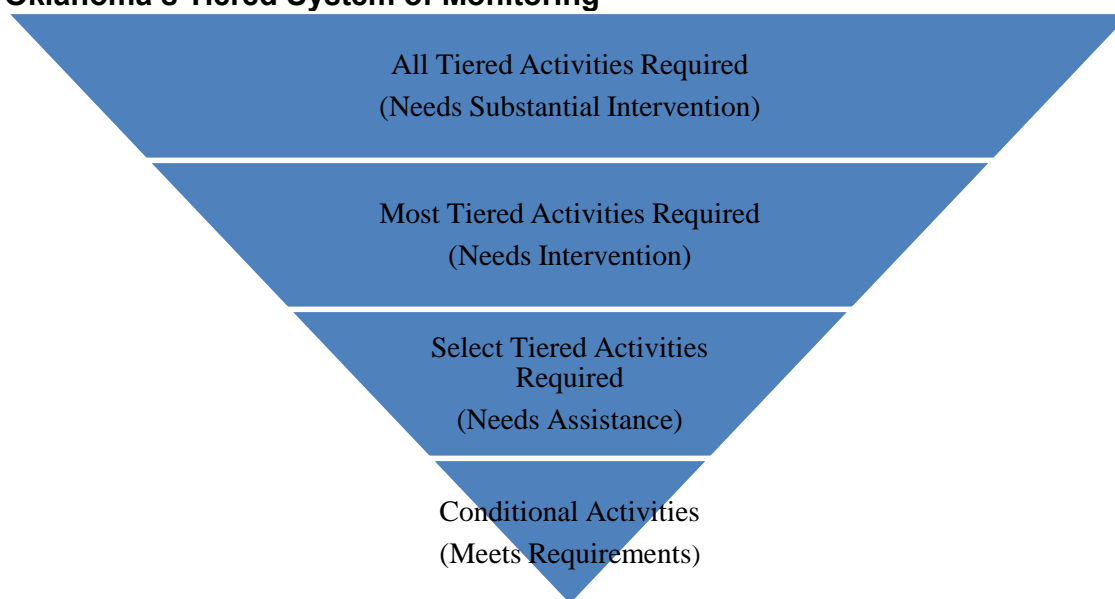 Oklahoma's Tiered System of Monitoring
All Tiered Activities Required
(Needs Substantial Intervention)
Most Tiered Activities Required
(Needs Intervention)
Select Tiered Activities
Required
(Needs Assistance)
Conditional Activities
(Meets Requirements)